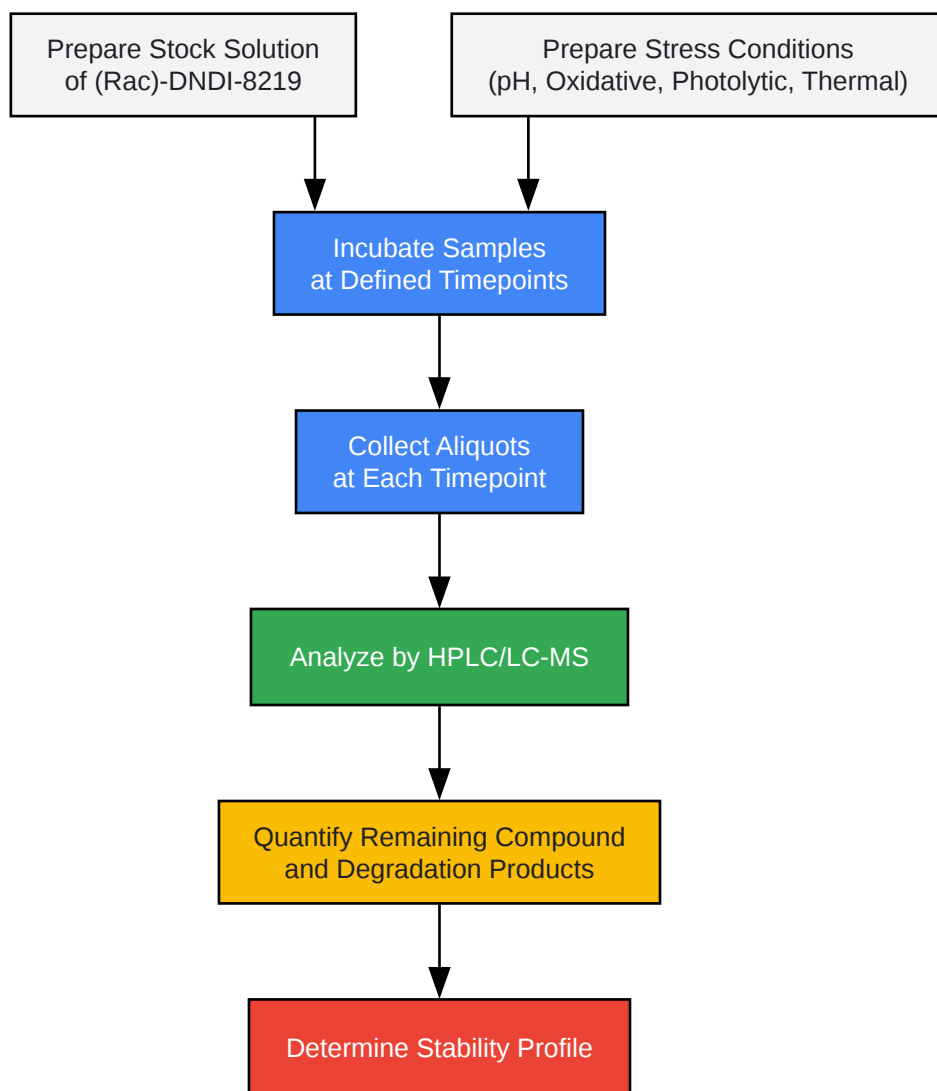 Prepare Stock Solution
of (Rac)-DNDI-8219
Prepare Stress Conditions
(pH, Oxidative, Photolytic, Thermal)
Incubate Samples
at Defined Timepoints
Collect Aliquots
at Each Timepoint
Analyze by HPLC/LC-MS
Quantify Remaining Compound
and Degradation Products
Determine Stability Profile